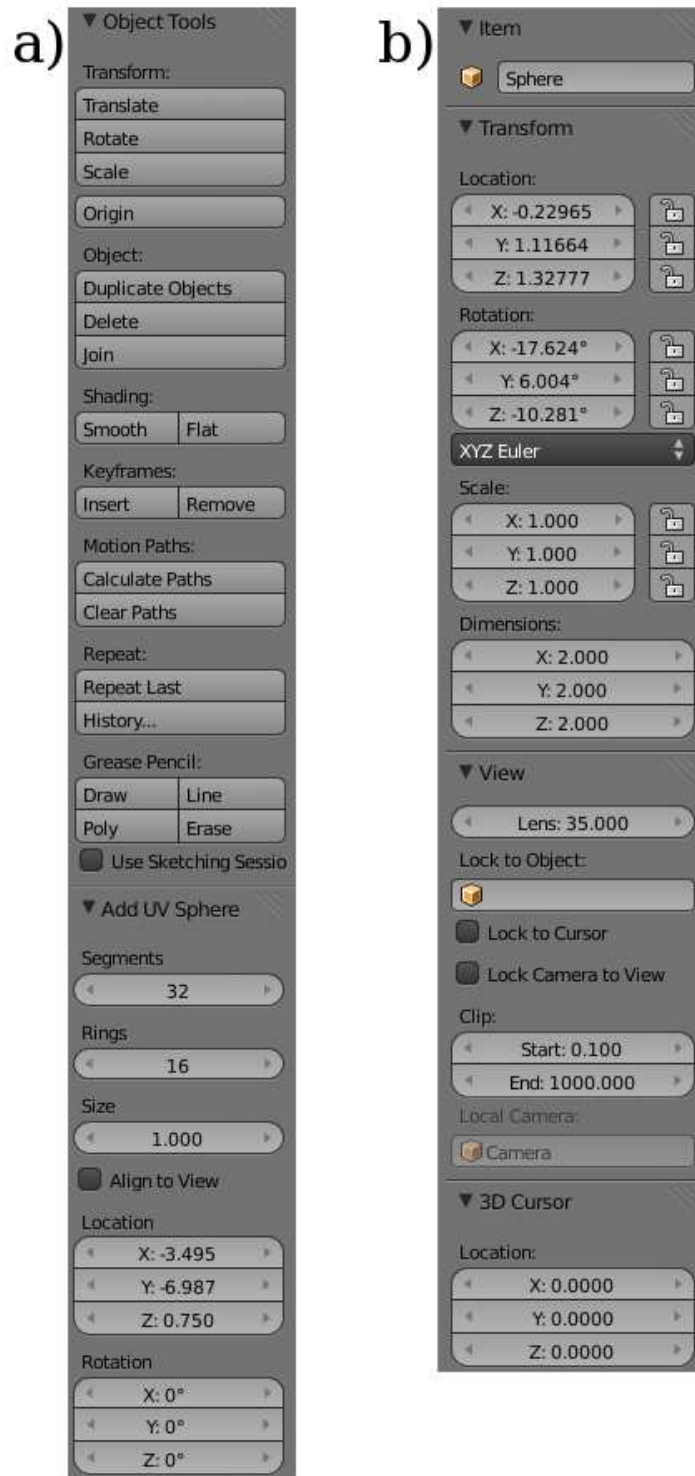 a)
Object Tools
Transform:
Translate
Rotate
Scale
Origin
Object:
Duplicate Objects
Delete
Join
Shading:
Smooth Flat
Keyframes:
Insert Remove
Motion Paths:
Calculate Paths
Clear Paths
Repeat:
Repeat Last
History...
Grease Pencil:
Draw Line
Poly Erase
Use Sketching Sessio
Add UV Sphere
Segments
32
Rings
16
Size
1.000
Align to View
Location
X: -3.495
Y: -6.987
Z: 0.750
Rotation
X: 0°
Y: 0°
Z: 0°
b)
Item
Sphere
Transform
Location:
X: -0.22965
Y: 1.11664
Z: 1.32777
Rotation:
X: -17.624°
Y: 6.004°
Z: -10.281°
XYZ Euler
Scale:
X: 1.000
Y: 1.000
Z: 1.000
Dimensions:
X: 2.000
Y: 2.000
Z: 2.000
View
Lens: 35.000
Lock to Object:
Lock to Cursor
Lock Camera to View
Clip:
Start: 0.100
End: 1000.000
Local Camera:
Camera
3D Cursor
Location:
X: 0.0000
Y: 0.0000
Z: 0.0000